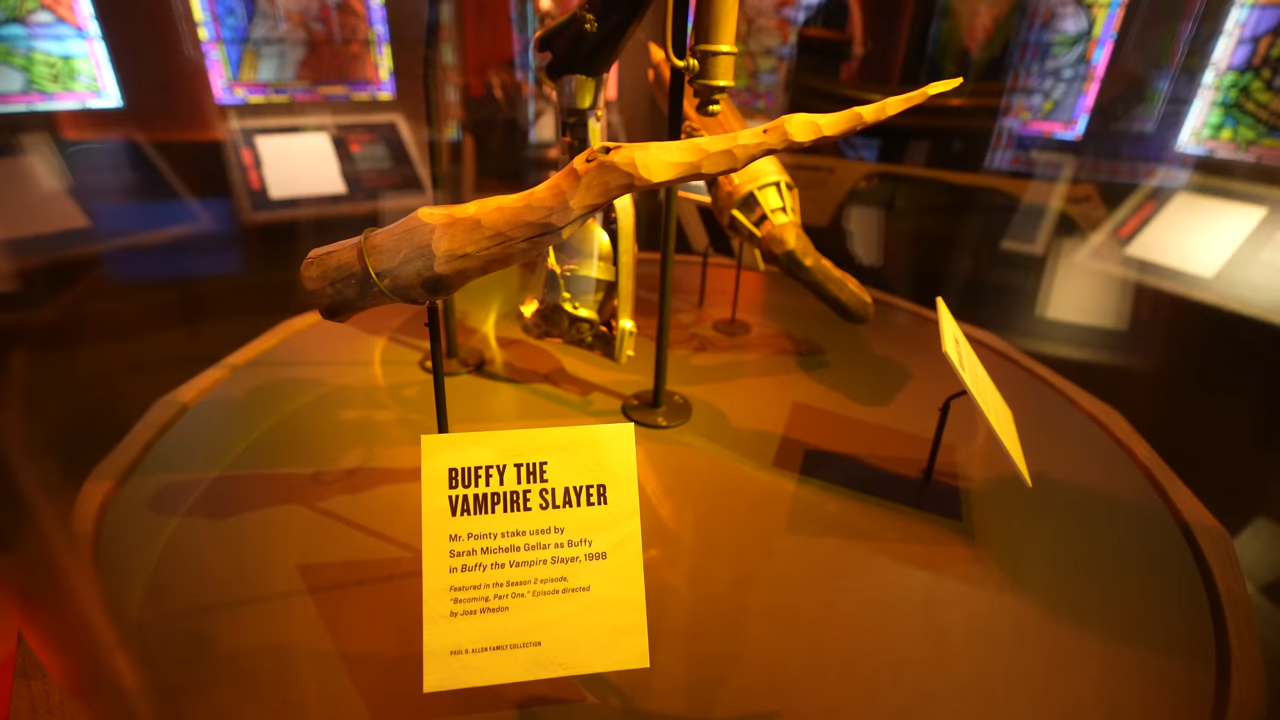 BUFFY THE
VAMPIRE SLAYER
Mr. Pointy stake used by
Sarah Michelle Gellar as Buffy
in Buffy the Vampire Slayer, 1998
Featured in the Season 2 episode,
"Becoming, Part One." Episode directed
by Joss Whedon
PAUL G. ALLEN FAMILY COLLECTION